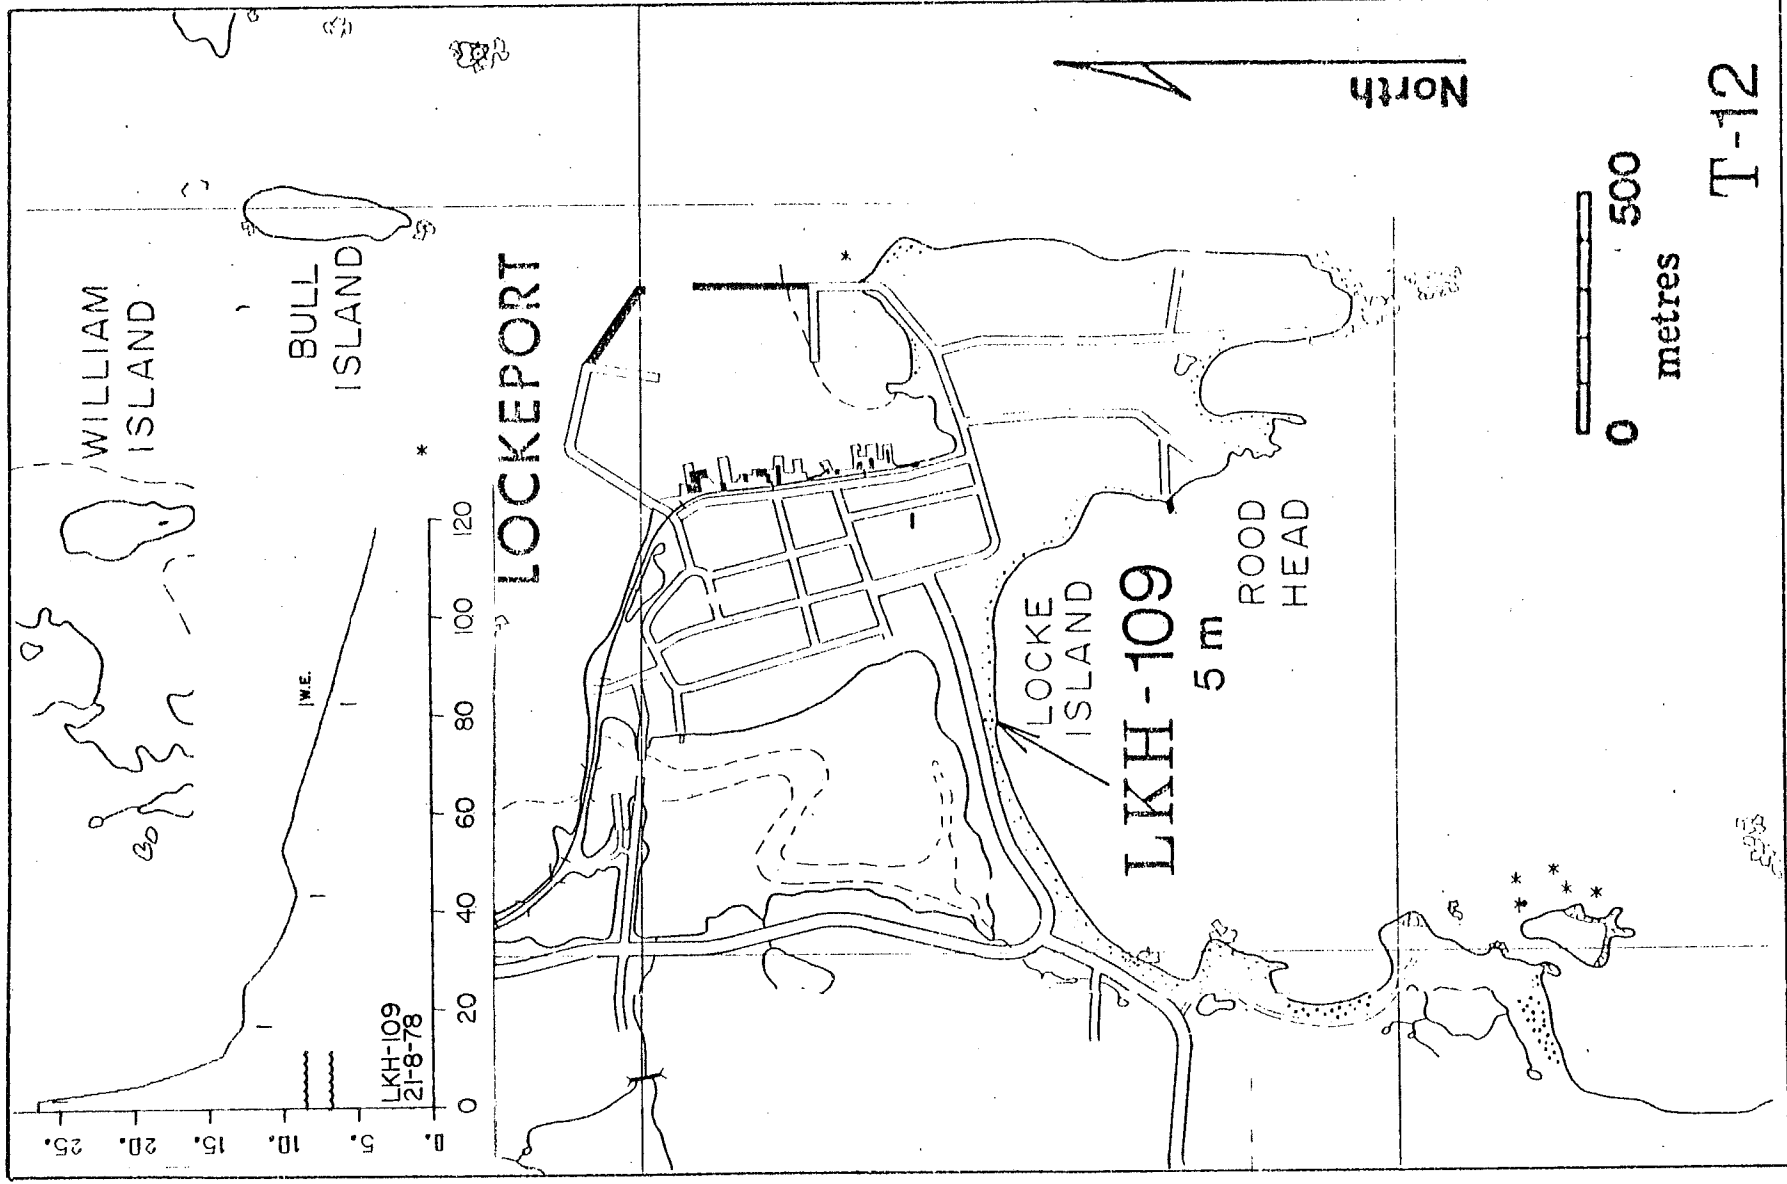 WILLIAM
ISLAND
BULL
ISLAND
25.
20.
15.
10.
5.
0.
0
20
40
60
80
100
120
W.E.
LKH-109
21-8-78
LOCKEPORT
LOCKE
ISLAND
LKH-109
5 m
ROOD
HEAD
North
0
500
metres
T-12